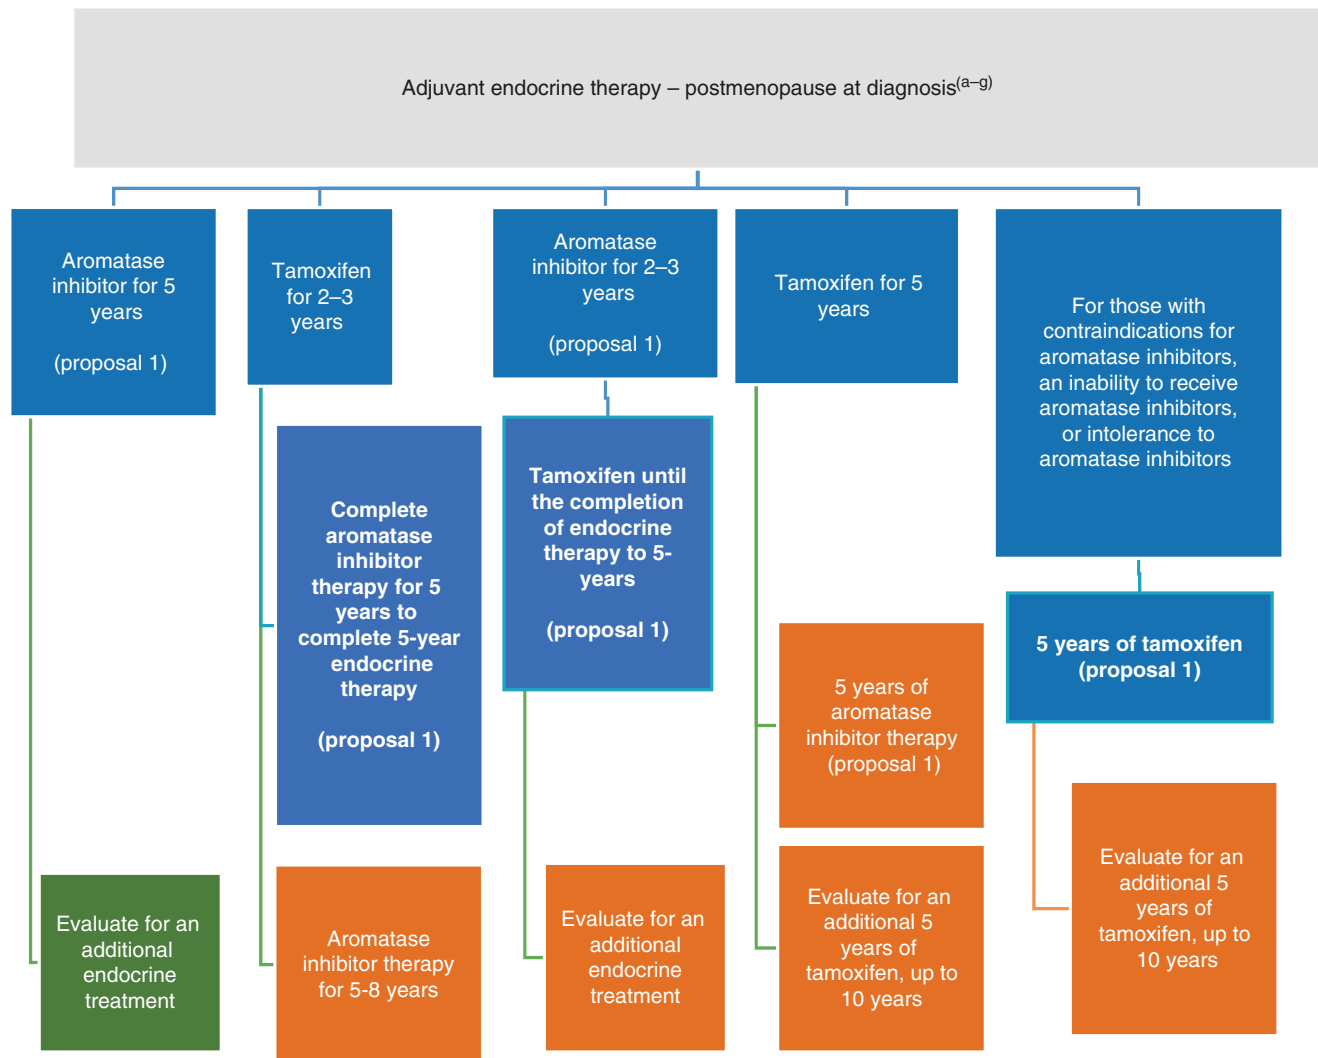 Adjuvant endocrine therapy – postmenopause at diagnosis(a–g)
Aromatase
inhibitor for 5
years
(proposal 1)
Tamoxifen
for 2–3
years
Aromatase
inhibitor for 2–3
years
(proposal 1)
Tamoxifen for 5
years
For those with
contraindications for
aromatase inhibitors,
an inability to receive
aromatase inhibitors,
or intolerance to
aromatase inhibitors
Complete
aromatase
inhibitor
therapy for 5
years to
complete 5-year
endocrine
therapy
(proposal 1)
Tamoxifen until
the completion
of endocrine
therapy to 5-
years
(proposal 1)
5 years of
aromatase
inhibitor therapy
(proposal 1)
5 years of tamoxifen
(proposal 1)
Evaluate for an
additional
endocrine
treatment
Aromatase
inhibitor therapy
for 5-8 years
Evaluate for an
additional
endocrine
treatment
Evaluate for an
additional 5
years of
tamoxifen, up to
10 years
Evaluate for an
additional 5
years of
tamoxifen, up to
10 years